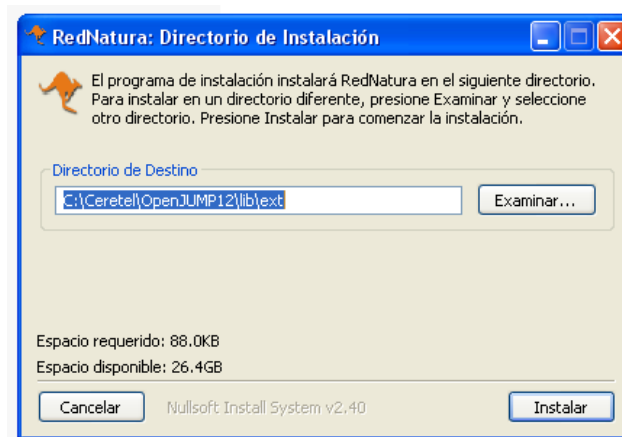 RedNatura: Directorio de Instalación
El programa de instalación instalará RedNatura en el siguiente directorio.
Para instalar en un directorio diferente, presione Examinar y seleccione
otro directorio. Presione Instalar para comenzar la instalación.
Directorio de Destino
C:\Ceretel\OpenJUMP12\lib\ext
Examinar...
Espacio requerido: 88.0KB
Espacio disponible: 26.4GB
Cancelar
Nullsoft Install System v2.40
Instalar